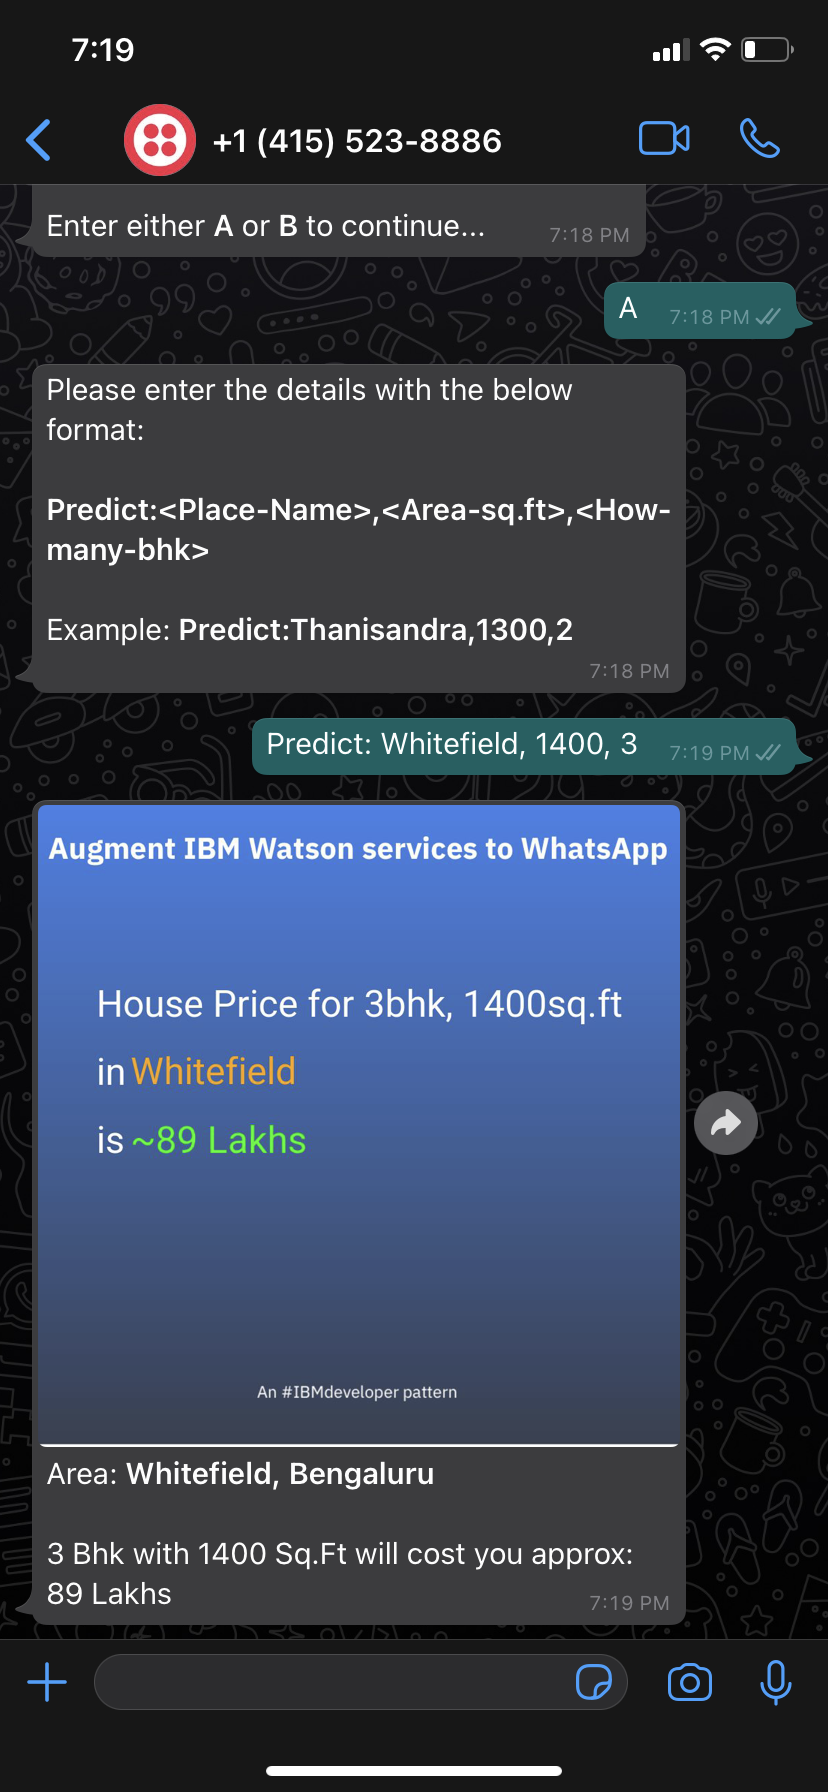 7:19
+1 (415) 523-8886
Enter either A or B to continue...
7:18 PM
A
7:18 PM
Please enter the details with the below
format:
Predict:<Place-Name>,<Area-sq.ft>,<How-
many-bhk>
Example: Predict:Thanisandra,1300,2
7:18 PM
Predict: Whitefield, 1400, 3
7:19 PM
Augment IBM Watson services to WhatsApp
House Price for 3bhk, 1400sq.ft
in Whitefield
is ~89 Lakhs
An #IBMdeveloper pattern
Area: Whitefield, Bengaluru
3 Bhk with 1400 Sq.Ft will cost you approx:
89 Lakhs
7:19 PM